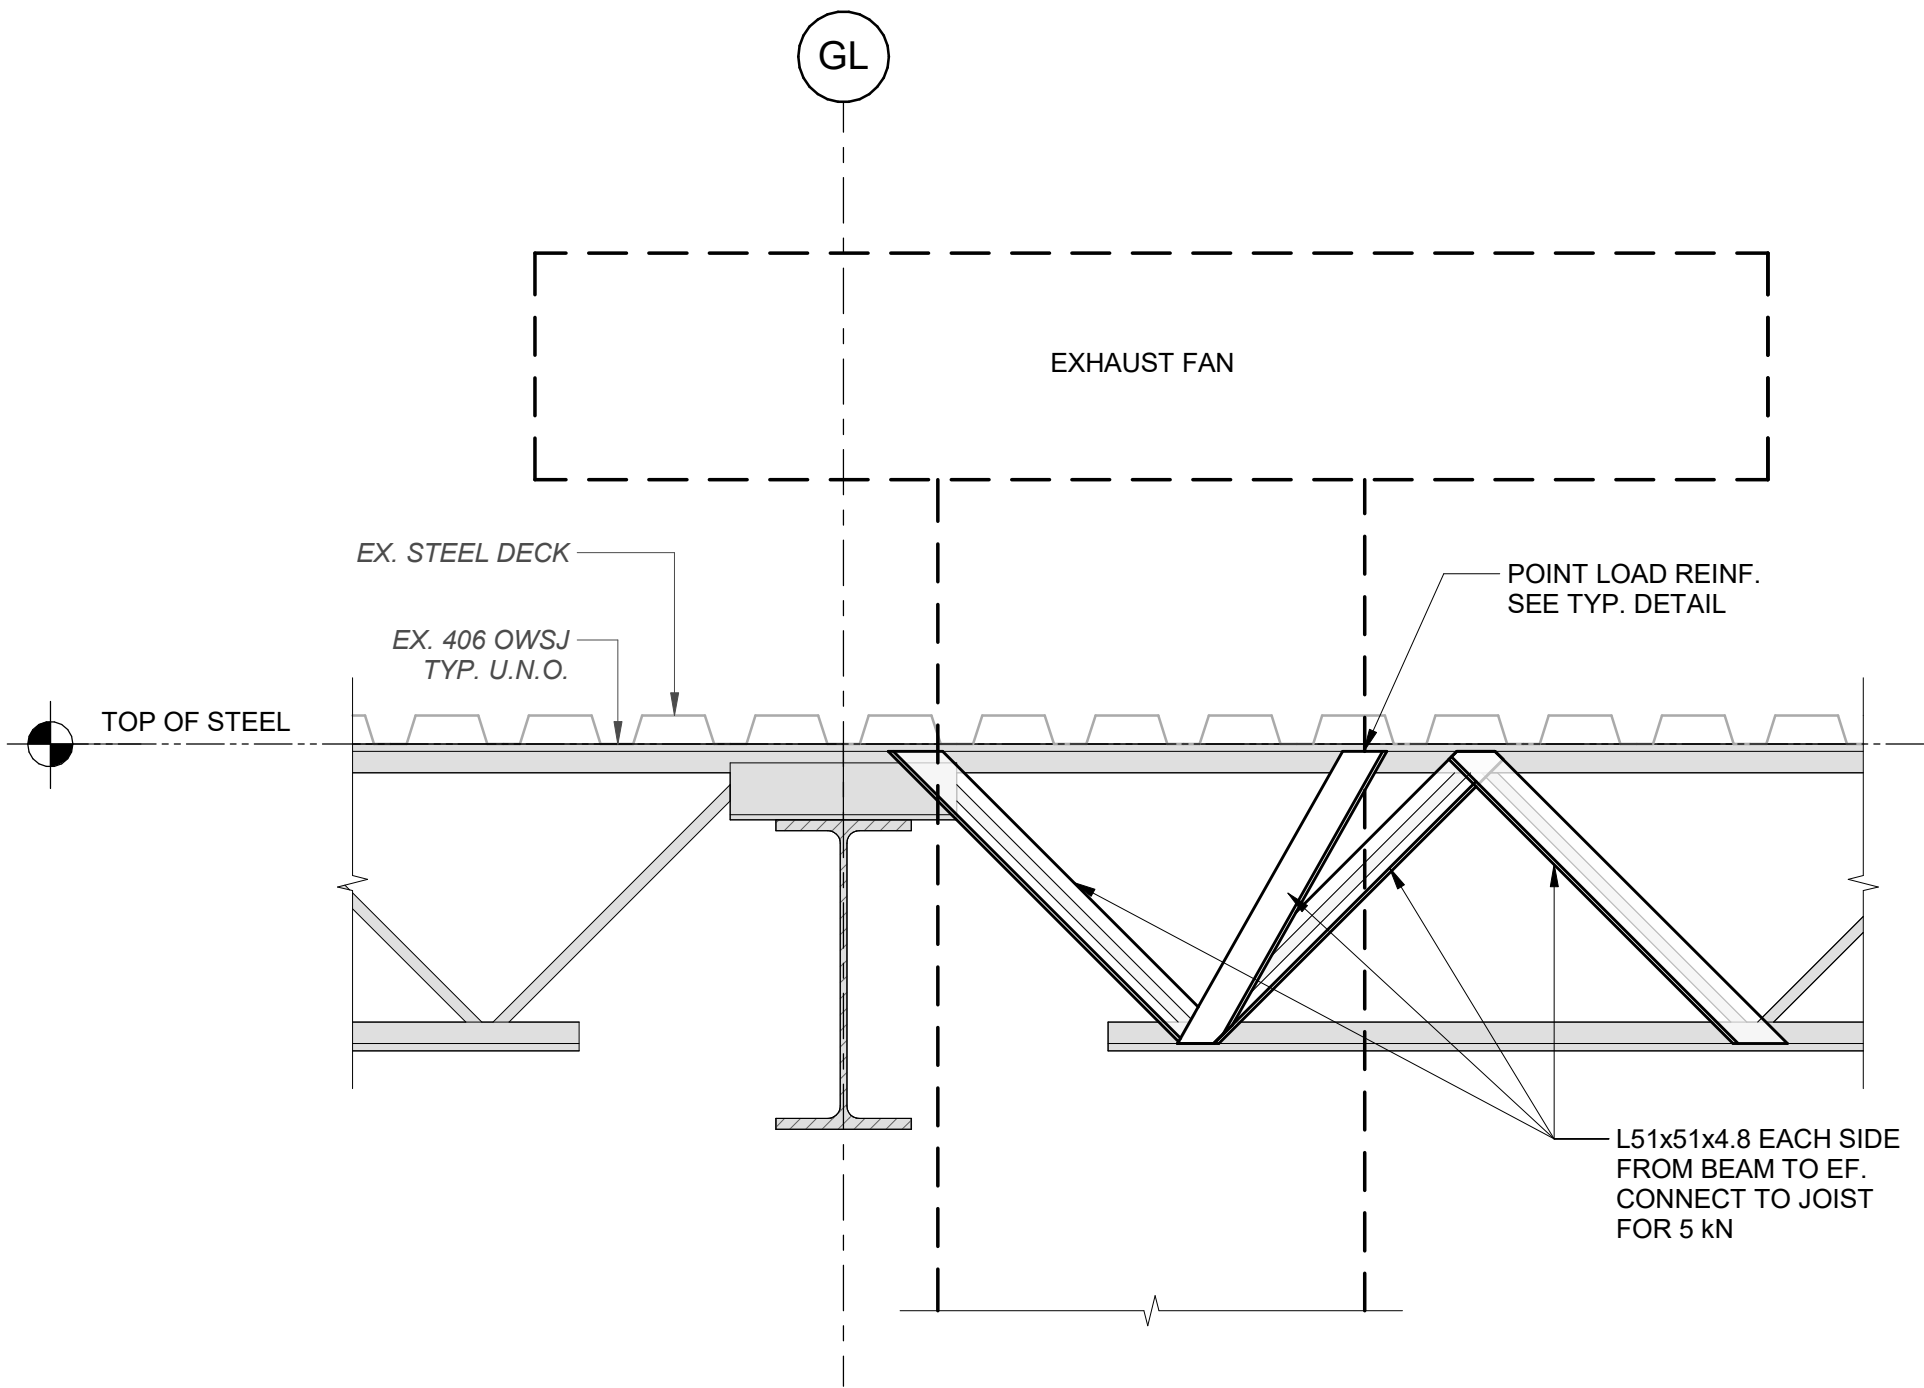 GL
EXHAUST FAN
EX. STEEL DECK
POINT LOAD REINF.
SEE TYP. DETAIL
EX. 406 OWSJ
TYP. U.N.O.
TOP OF STEEL
L51x51x4.8 EACH SIDE
FROM BEAM TO EF.
CONNECT TO JOIST
FOR 5 kN